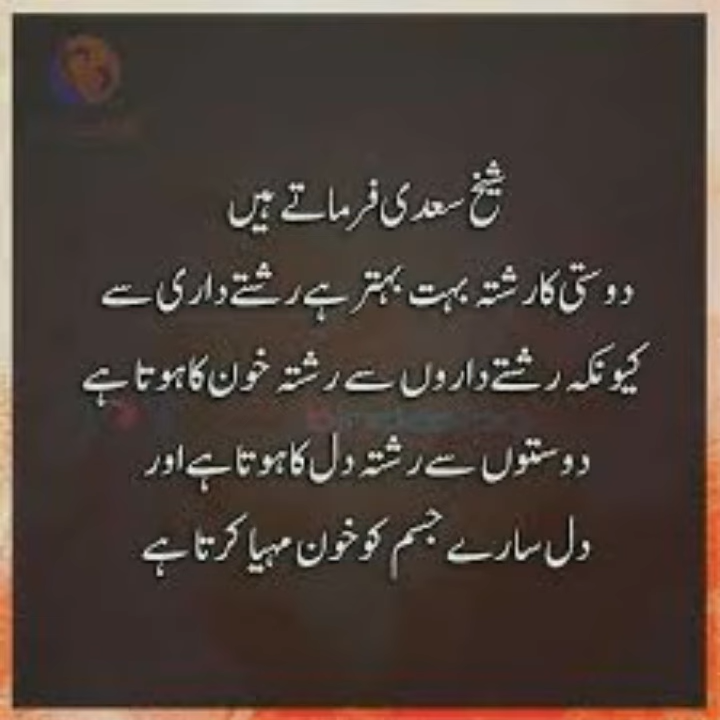 شیخ سعدی فرماتے ہیں
دوستی کا رشتہ بہت بہتر ہے رشتے داری سے
کیونکہ رشتے داروں سے رشتہ خون کا ہوتا ہے
دوستوں سے رشتہ دل کا ہوتا ہے اور
دل سارے جسم کو خون مہیا کرتا ہے